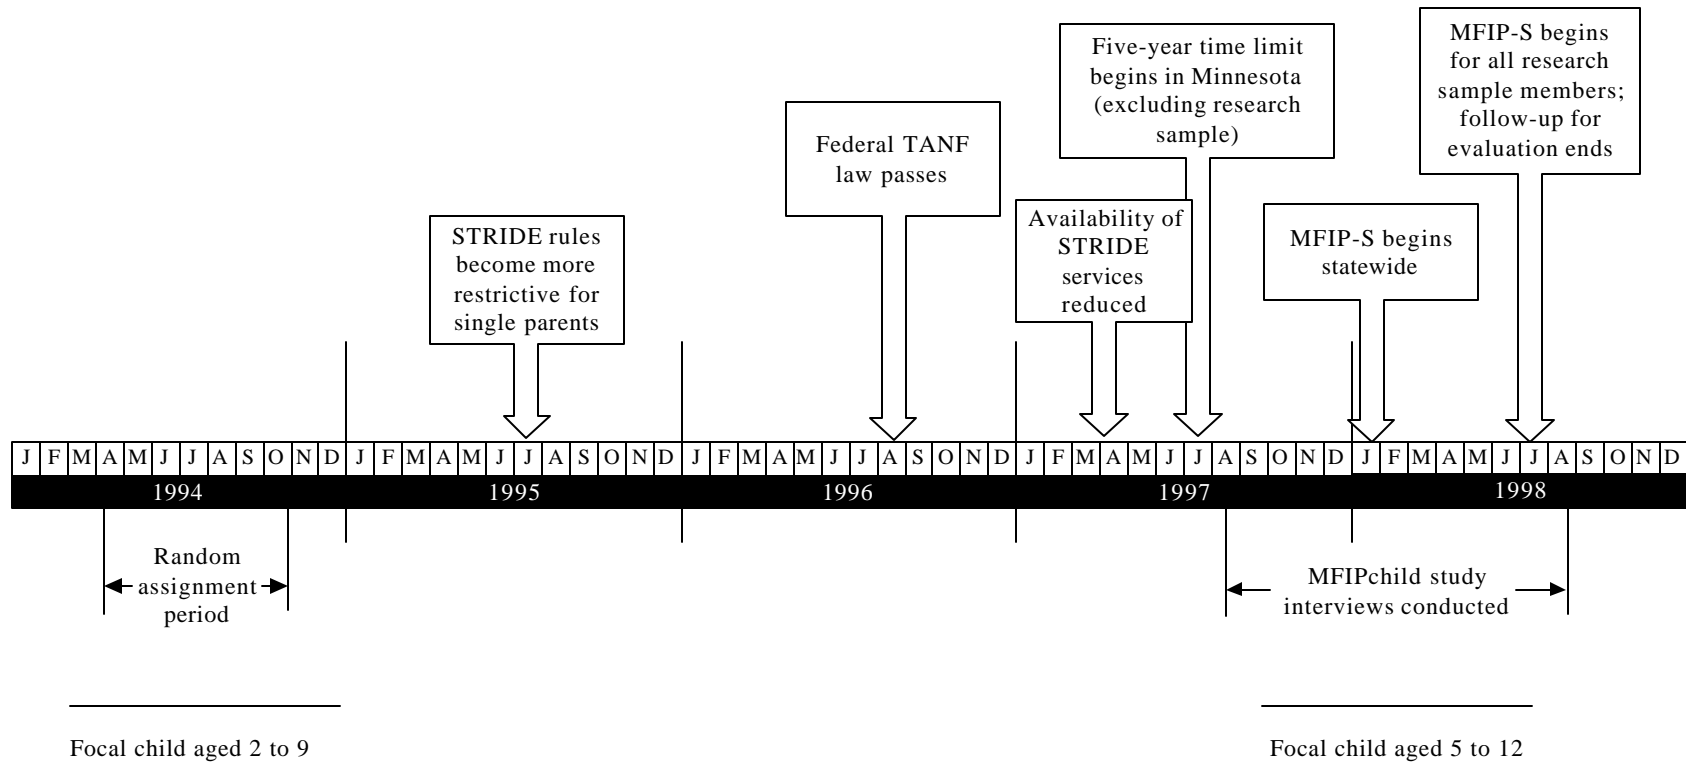 Five-year time limit
begins in Minnesota
(excluding research
sample)
MFIP-S begins
for all research
sample members;
follow-up for
evaluation ends
Federal TANF
law passes
Availability of
STRIDE
services
reduced
STRIDE rules
become more
restrictive for
single parents
MFIP-S begins
statewide
J F M A M J J A S O N D J F M A M J J A S O N D J F M A M J J A S O N D J F M A M J J A S O N D J F M A M J J A S O N D
1994 1995 1996 1997 1998
Random
assignment
period
MFIPchild study
interviews conducted
Focal child aged 2 to 9
Focal child aged 5 to 12